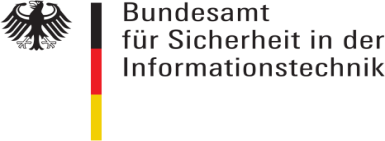 Bundesamt
für Sicherheit in der
Informationstechnik